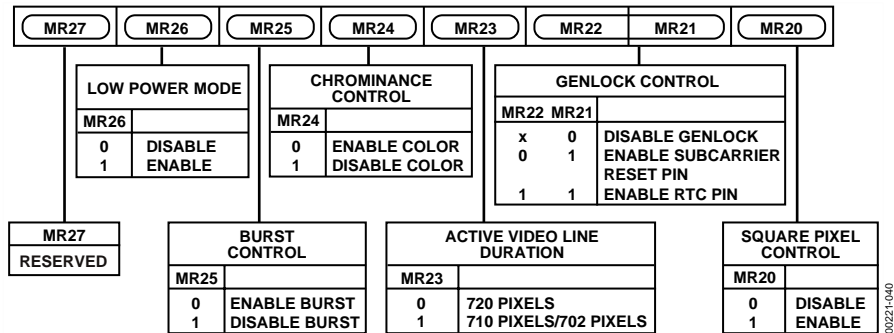 MR27 MR26 MR25 MR24 MR23 MR22 MR21 MR20
LOW POWER MODE
MR26
0 DISABLE
1 ENABLE
CHROMINANCE
CONTROL
MR24
0 ENABLE COLOR
1 DISABLE COLOR
GENLOCK CONTROL
MR22 MR21
x 0 DISABLE GENLOCK
0 1 ENABLE SUBCARRIER
RESET PIN
1 1 ENABLE RTC PIN
MR27
RESERVED
BURST
CONTROL
MR25
0 ENABLE BURST
1 DISABLE BURST
ACTIVE VIDEO LINE
DURATION
MR23
0 720 PIXELS
1 710 PIXELS/702 PIXELS
SQUARE PIXEL
CONTROL
MR20
0 DISABLE
1 ENABLE